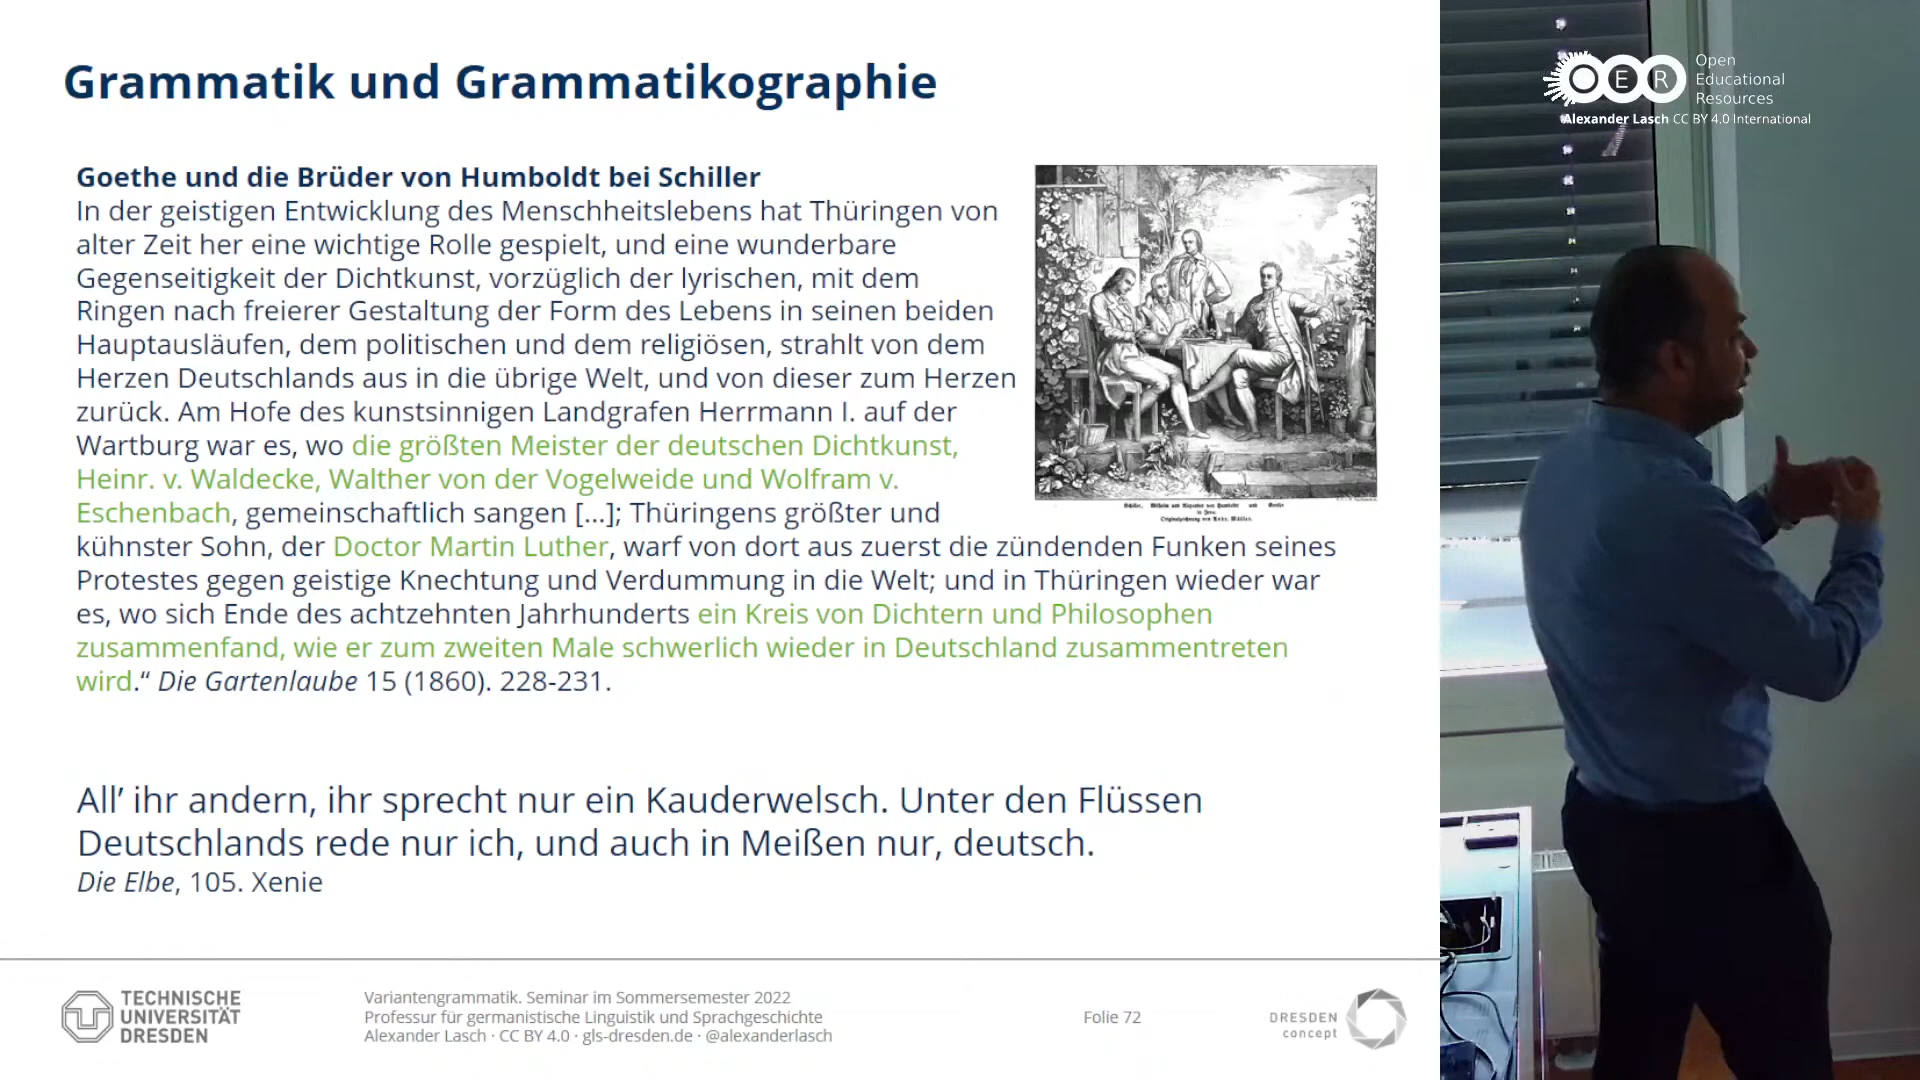 Grammatik und Grammatikographie
Goethe und die Brüder von Humboldt bei Schiller
In der geistigen Entwicklung des Menschheitslebens hat Thüringen von
alter Zeit her eine wichtige Rolle gespielt, und eine wunderbare
Gegenseitigkeit der Dichtkunst, vorzüglich der lyrischen, mit dem
Ringen nach freierer Gestaltung der Form des Lebens in seinen beiden
Hauptausläufen, dem politischen und dem religiösen, strahlt von dem
Herzen Deutschlands aus in die übrige Welt, und von dieser zum Herzen
zurück. Am Hofe des kunstsinnigen Landgrafen Herrmann I. auf der
Wartburg war es, wo die größten Meister der deutschen Dichtkunst,
Heinr. v. Waldecke, Walther von der Vogelweide und Wolfram v.
Eschenbach, gemeinschaftlich sangen [...]; Thüringens größter und
kühnster Sohn, der Doctor Martin Luther, warf von dort aus zuerst die zündenden Funken seines
Protestes gegen geistige Knechtung und Verdummung in die Welt; und in Thüringen wieder war
es, wo sich Ende des achtzehnten Jahrhunderts ein Kreis von Dichtern und Philosophen
zusammenfand, wie er zum zweiten Male schwerlich wieder in Deutschland zusammentreten
wird.“ Die Gartenlaube 15 (1860). 228-231.
Schiller, Wilhelm und Alexander von Humboldt und Goethe
in Jena.
All’ ihr andern, ihr sprecht nur ein Kauderwelsch. Unter den Flüssen
Deutschlands rede nur ich, und auch in Meißen nur, deutsch.
Die Elbe, 105. Xenie
TECHNISCHE
UNIVERSITÄT
DRESDEN
Variantengrammatik. Seminar im Sommersemester 2022
Professur für germanistische Linguistik und Sprachgeschichte
Alexander Lasch · CC BY 4.0 · gls-dresden.de · @alexanderlasch
Folie 72
DRESDEN
concept
OER
Open
Educational
Resources
Alexander Lasch CC BY 4.0 International